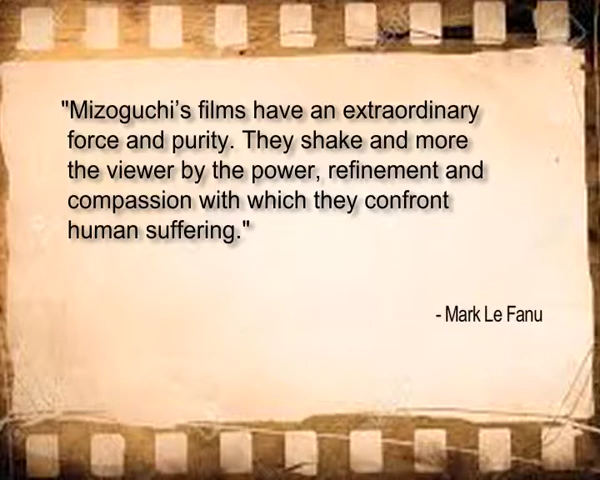 "Mizoguchi’s films have an extraordinary
force and purity. They shake and more
the viewer by the power, refinement and
compassion with which they confront
human suffering."
- Mark Le Fanu